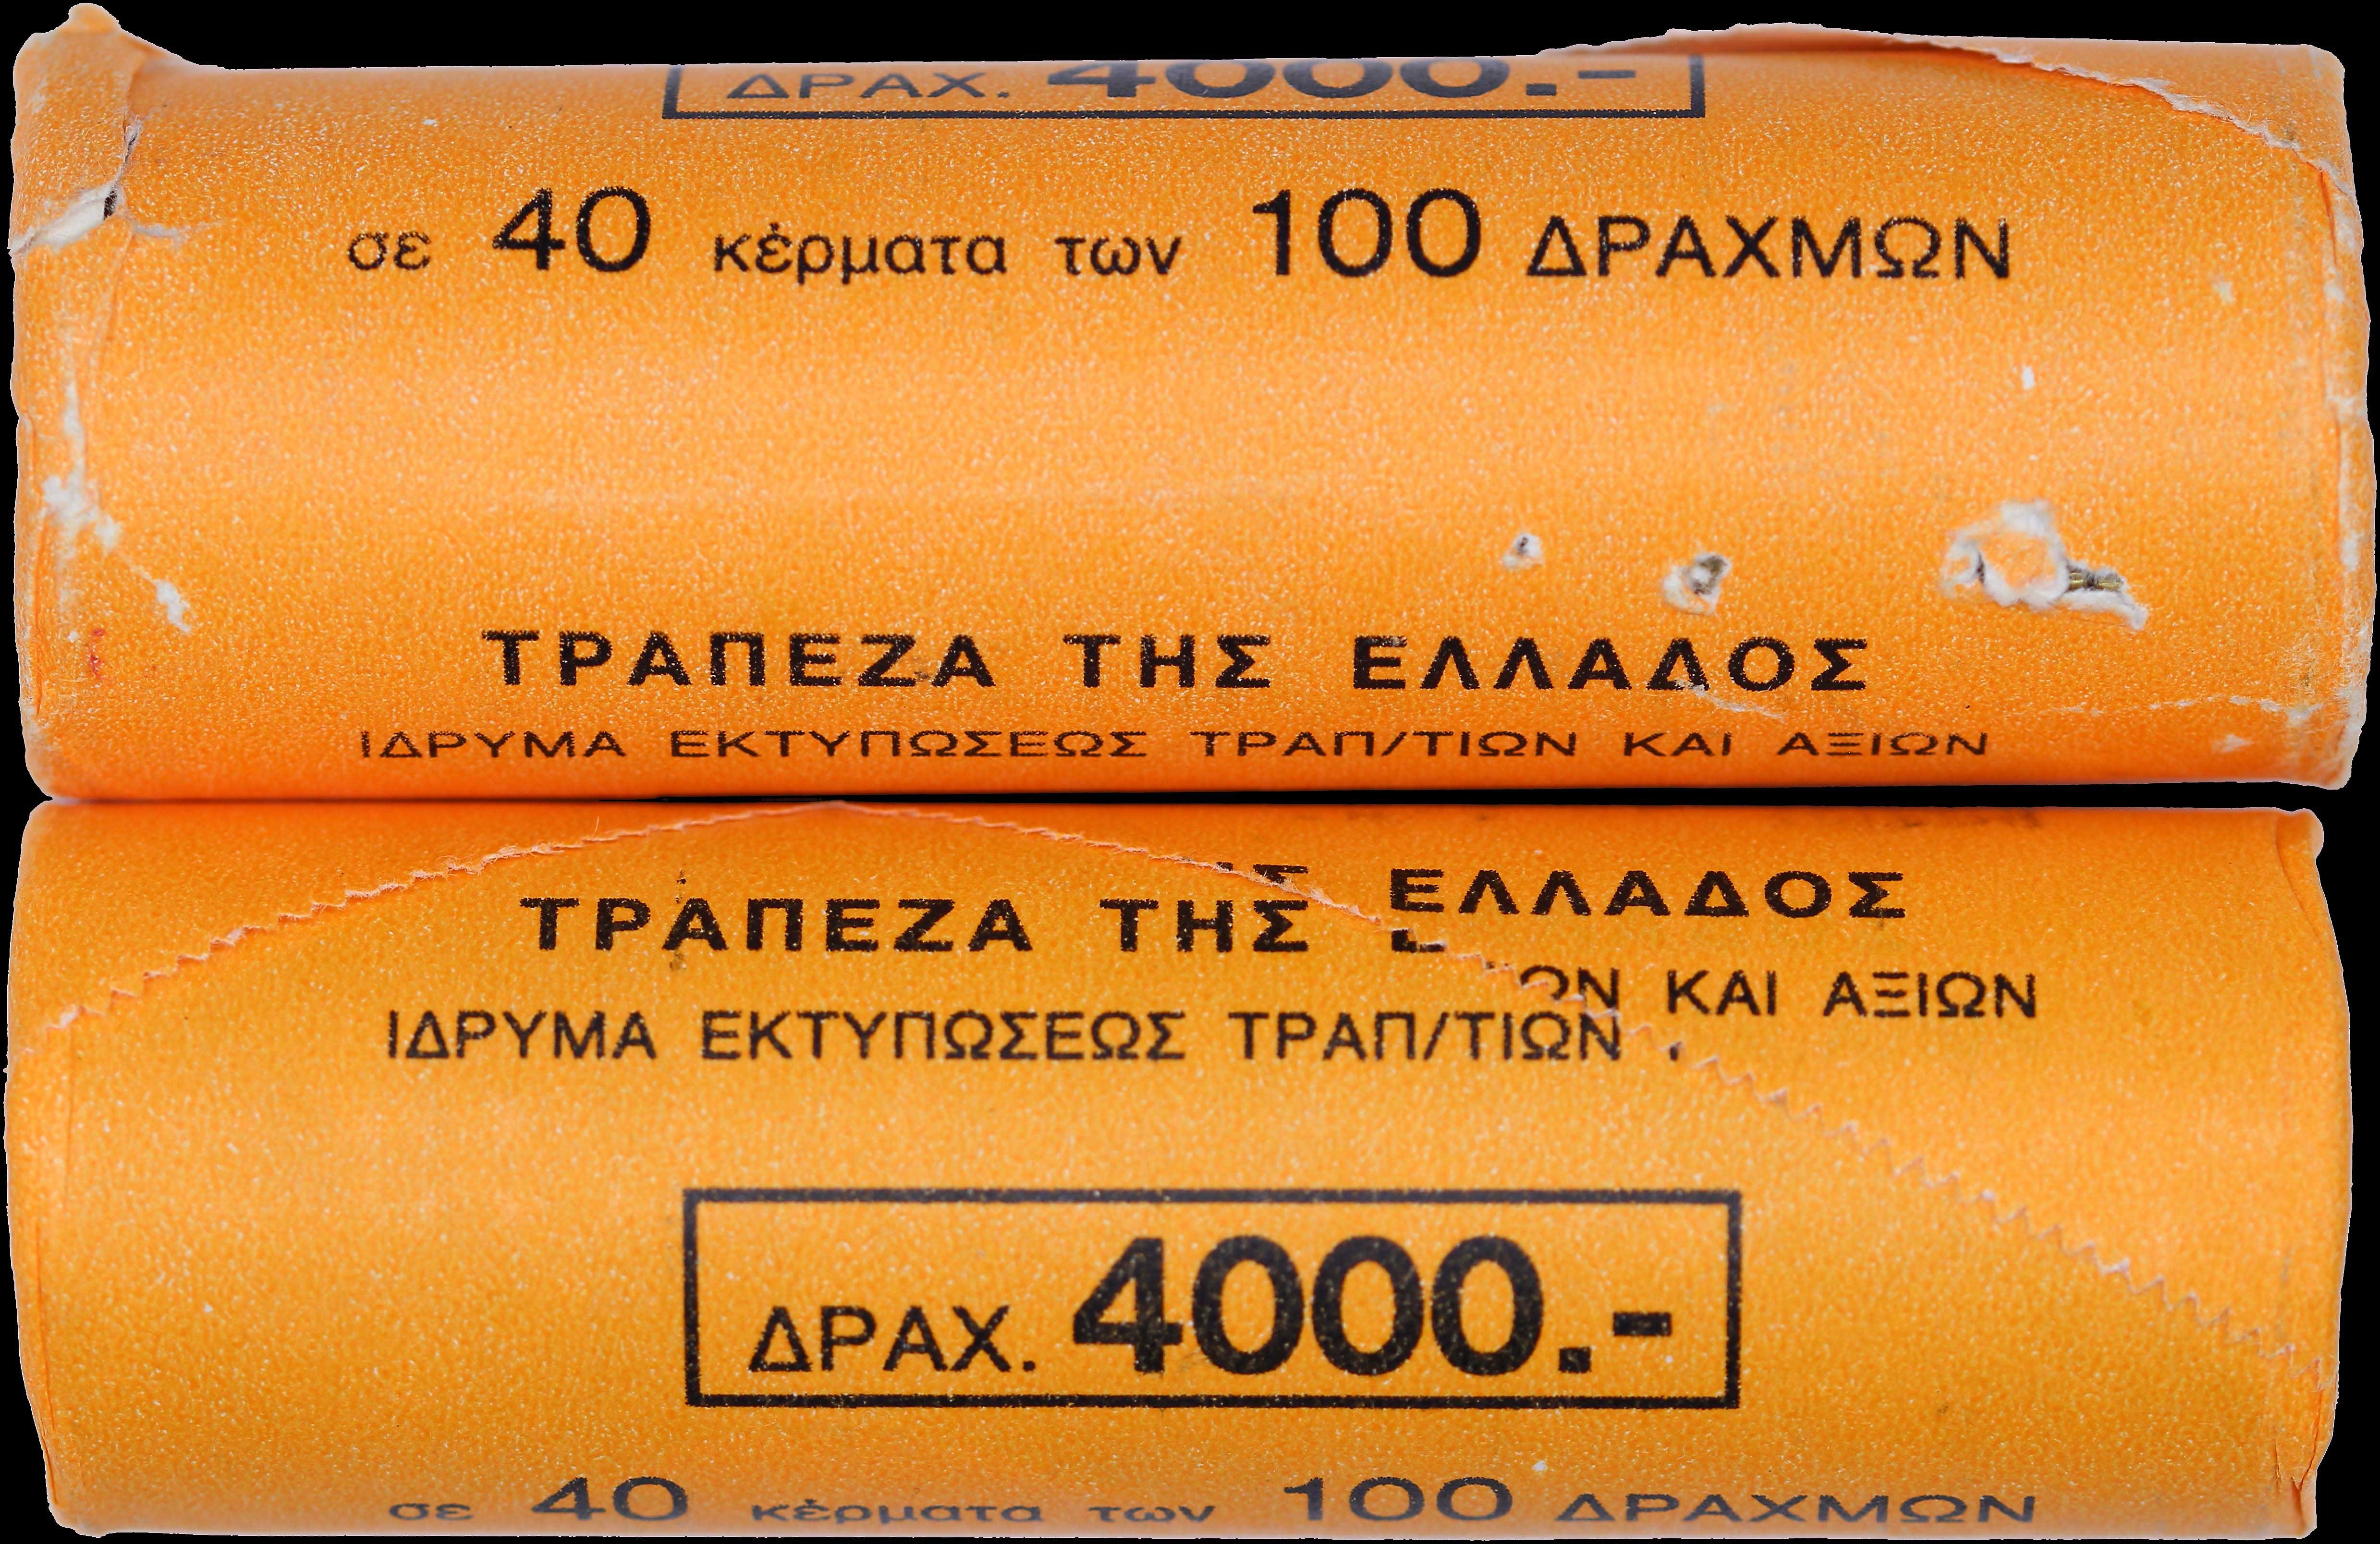 ΔΡΑΧ. 4000.-
σε 40 κέρματα των 100 ΔΡΑΧΜΩΝ
ΤΡΑΠΕΖΑ ΤΗΣ ΕΛΛΑΔΟΣ
ΙΔΡΥΜΑ ΕΚΤΥΠΩΣΕΩΣ ΤΡΑΠ/ΤΙΩΝ ΚΑΙ ΑΞΙΩΝ
ΤΡΑΠΕΖΑ ΤΗΣ ΕΛΛΑΔΟΣ
ΙΔΡΥΜΑ ΕΚΤΥΠΩΣΕΩΣ ΤΡΑΠ/ΤΙΩΝ ΚΑΙ ΑΞΙΩΝ
ΔΡΑΧ. 4000.-
σε 40 κέρματα των 100 ΔΡΑΧΜΩΝ